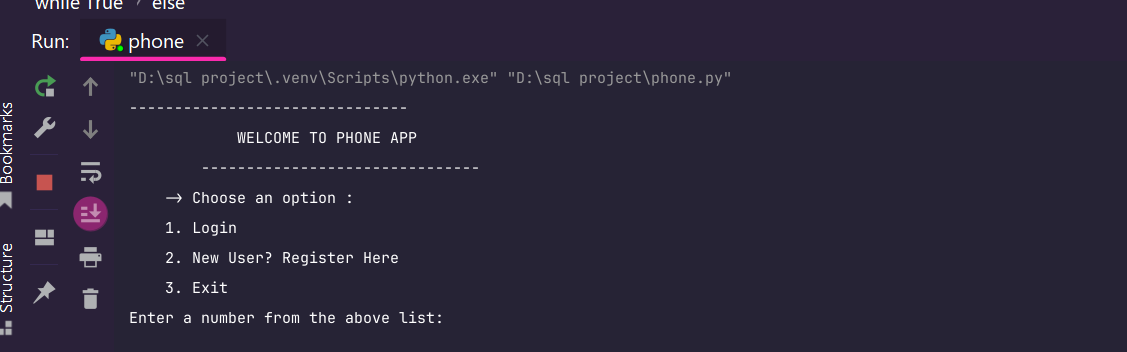 while True › else
Run: phone
"D:\sql project\.venv\Scripts\python.exe" "D:\sql project\phone.py"
-------------------------------
WELCOME TO PHONE APP
-------------------------------
-> Choose an option :
1. Login
2. New User? Register Here
3. Exit
Enter a number from the above list:
Bookmarks
Structure